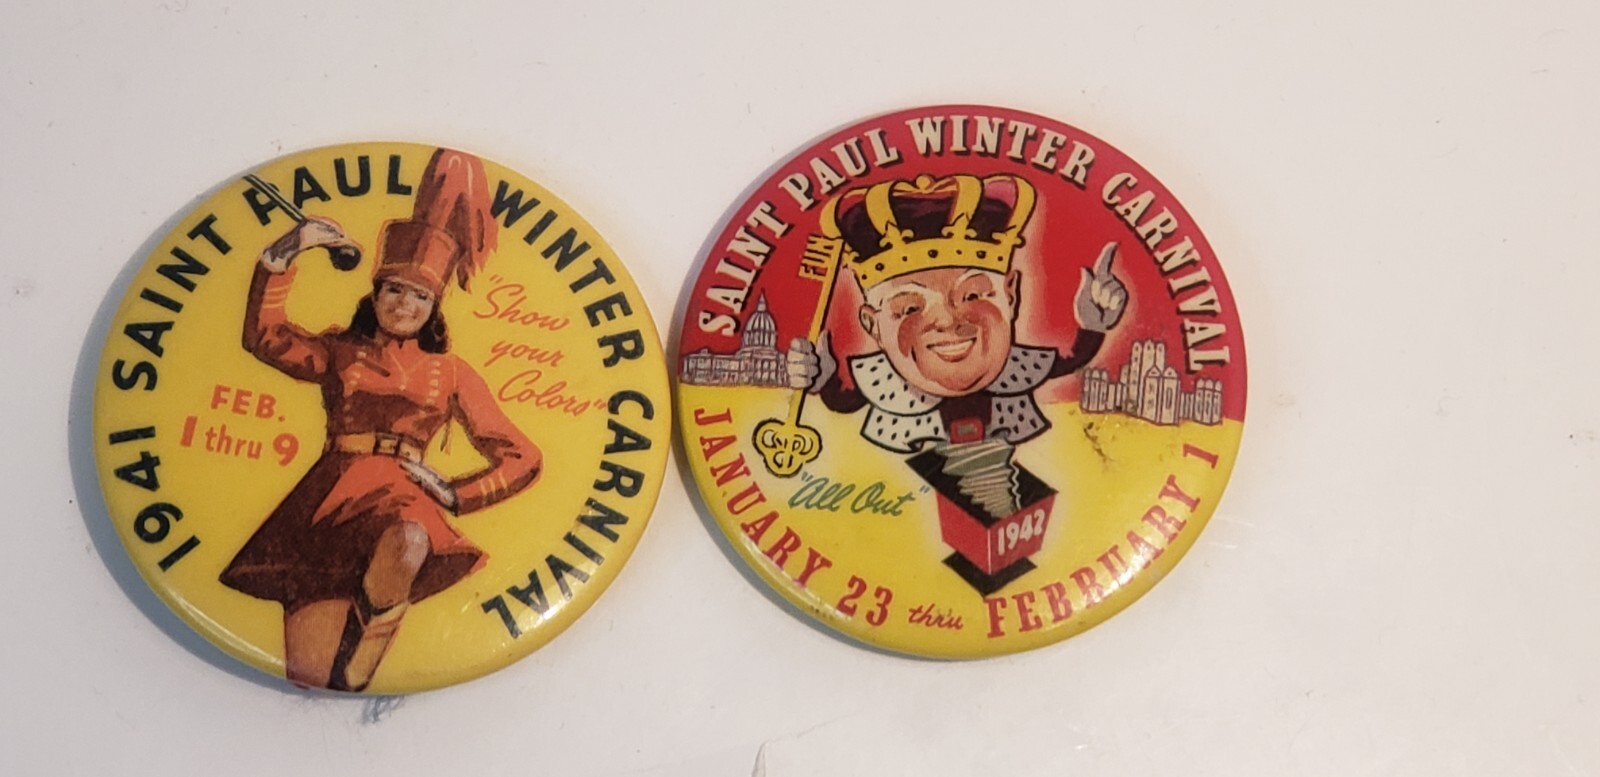 1941 SAINT PAUL WINTER CARNIVAL
"Show
your
Colors"
FEB.
1 thru 9
SAINT PAUL WINTER CARNIVAL
FUN
"All Out"
1942
JANUARY 23 thru FEBRUARY 1